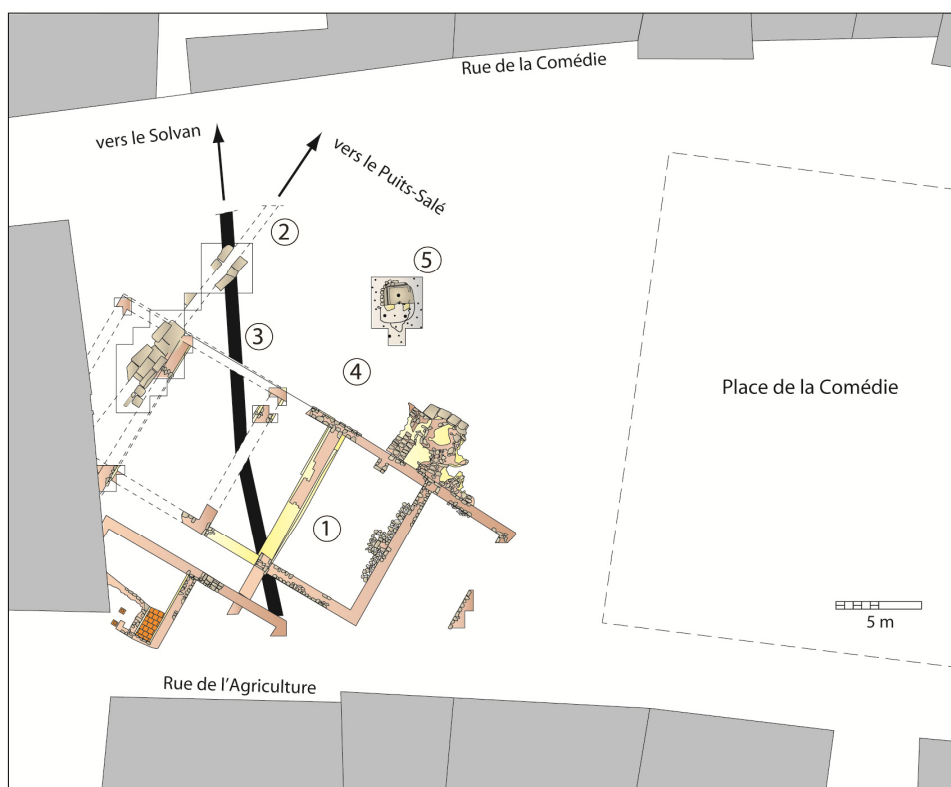 Rue de la Comédie
vers le Solvan
vers le Puits-Salé
2
5
3
4
Place de la Comédie
1
5 m
Rue de l'Agriculture